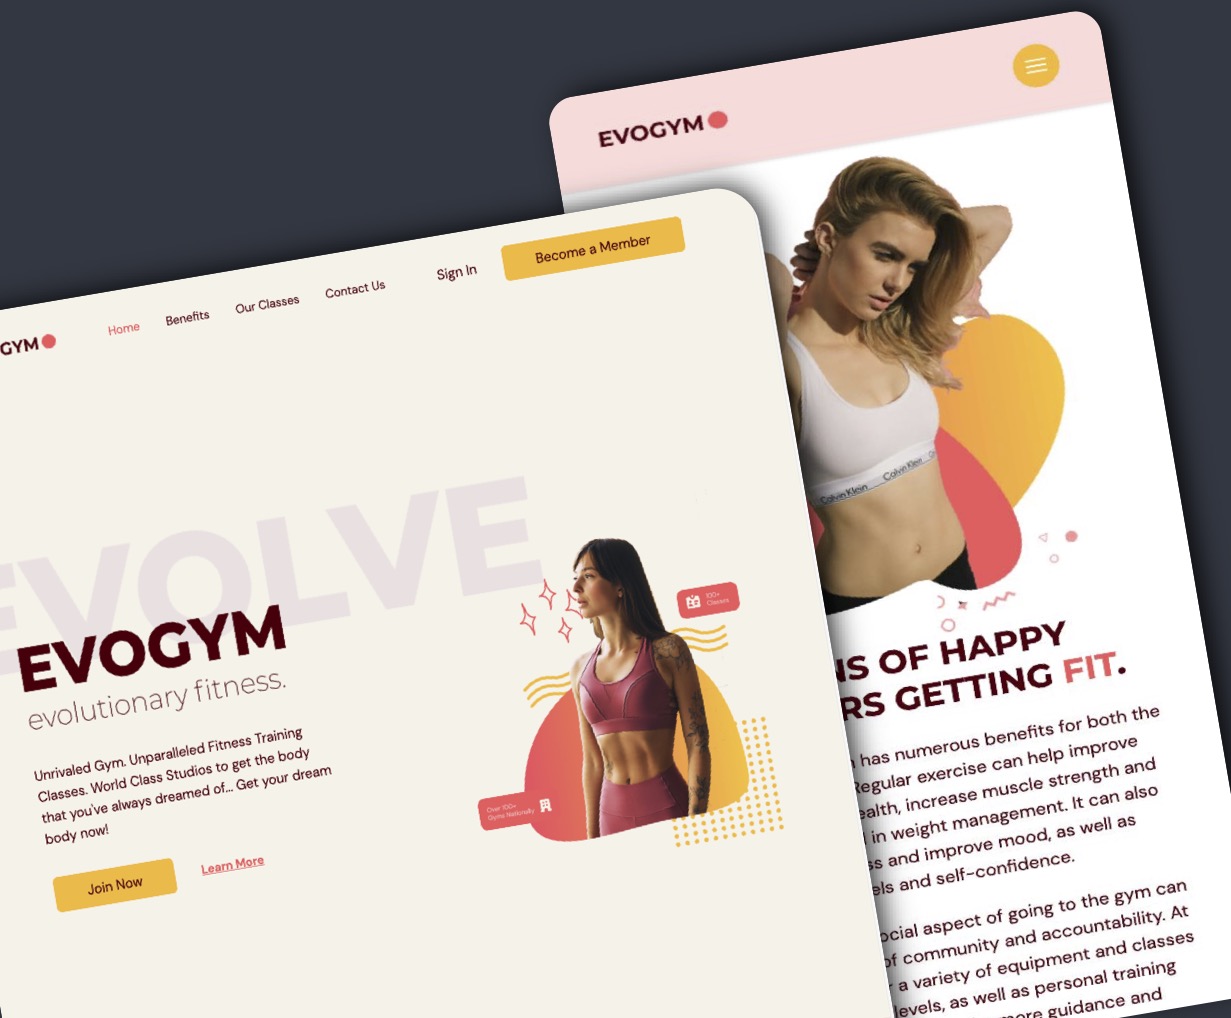 EVOGYM
GYM
Home
Benefits
Our Classes
Contact Us
Sign In
Become a Member
EVOLVE
EVOGYM
evolutionary fitness.
Unrivaled Gym. Unparalleled Fitness Training
Classes. World Class Studios to get the body
that you've always dreamed of... Get your dream
body now!
Join Now
Learn More
100+
Classes
Over 100+
Gyms Nationally
Calvin Klein
Calvin Klein
NS OF HAPPY
RS GETTING FIT.
has numerous benefits for both the
Regular exercise can help improve
ealth, increase muscle strength and
in weight management. It can also
ss and improve mood, as well as
els and self-confidence.
ocial aspect of going to the gym can
of community and accountability. At
a variety of equipment and classes
levels, as well as personal training
more guidance and